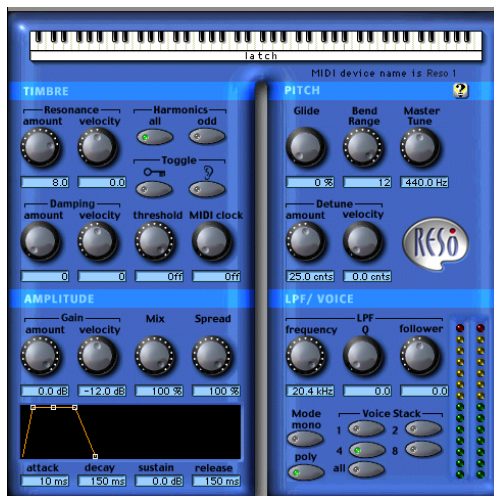 latch
MIDI device name is Reso 1
TIMBRE
Resonance
amount velocity
8.0 0.0
Harmonics
all odd
Toggle
Damping
amount velocity threshold MIDI clock
0 0 Off Off
PITCH
?
Glide Bend Range Master Tune
0 % 12 440.0 Hz
Detune
amount velocity
25.0 cnts 0.0 cnts
RESo
AMPLITUDE
Gain
amount velocity Mix Spread
0.0 dB -12.0 dB 100 % 100 %
attack decay sustain release
10 ms 150 ms 0.0 dB 150 ms
LPF/ VOICE
LPF
frequency Q follower
20.4 kHz 0.0 0.0
Mode
mono
poly
Voice Stack
1 2
4 8
all